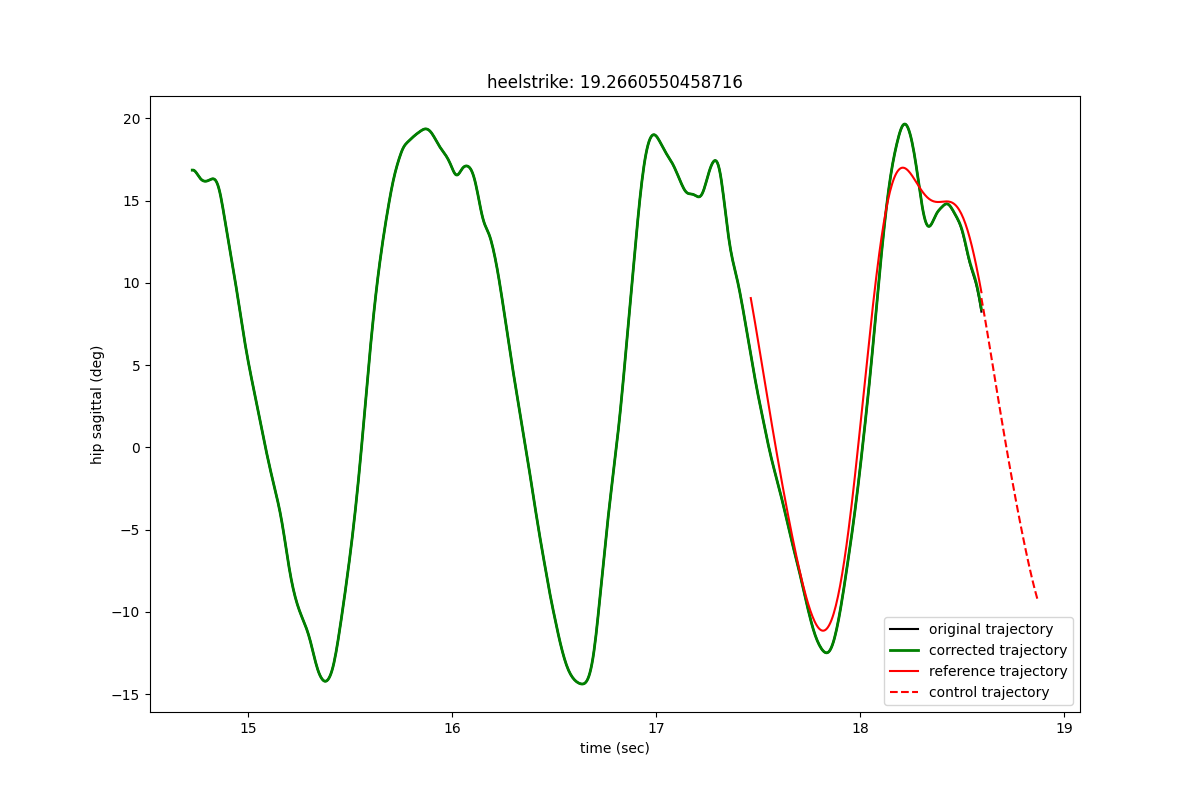 heelstrike: 19.2660550458716
20
15
10
5
0
−5
−10
−15
hip sagittal (deg)
15
16
17
18
19
time (sec)
original trajectory
corrected trajectory
reference trajectory
control trajectory